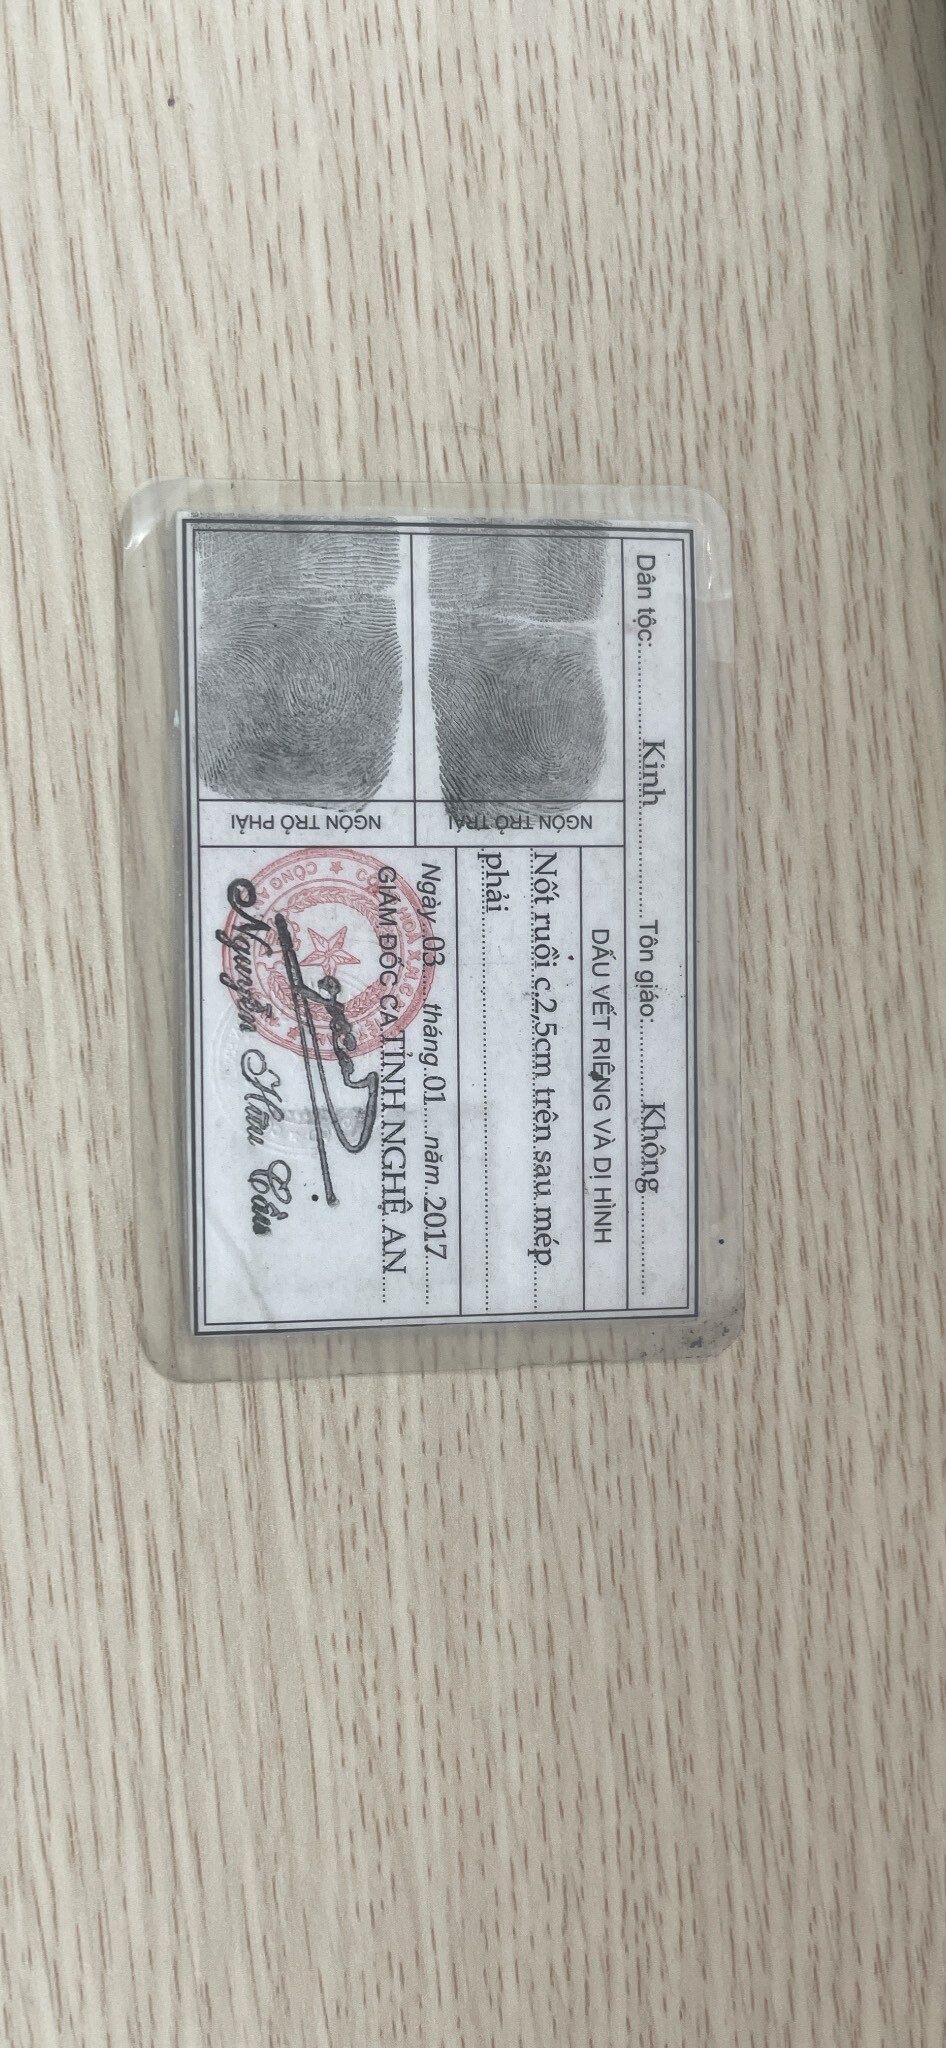 Dân tộc:..........Kinh..............Tôn giáo:..........Không..............
NGÓN TRỎ TRÁI
DẤU VẾT RIÊNG VÀ DỊ HÌNH
Nốt ruồi c.2,5cm trên sau mép
phải
NGÓN TRỎ PHẢI
Ngày..03.....tháng..01.....năm..2017......
GIÁM ĐỐC CA TỈNH NGHỆ AN
Nguyễn Hữu Cầu